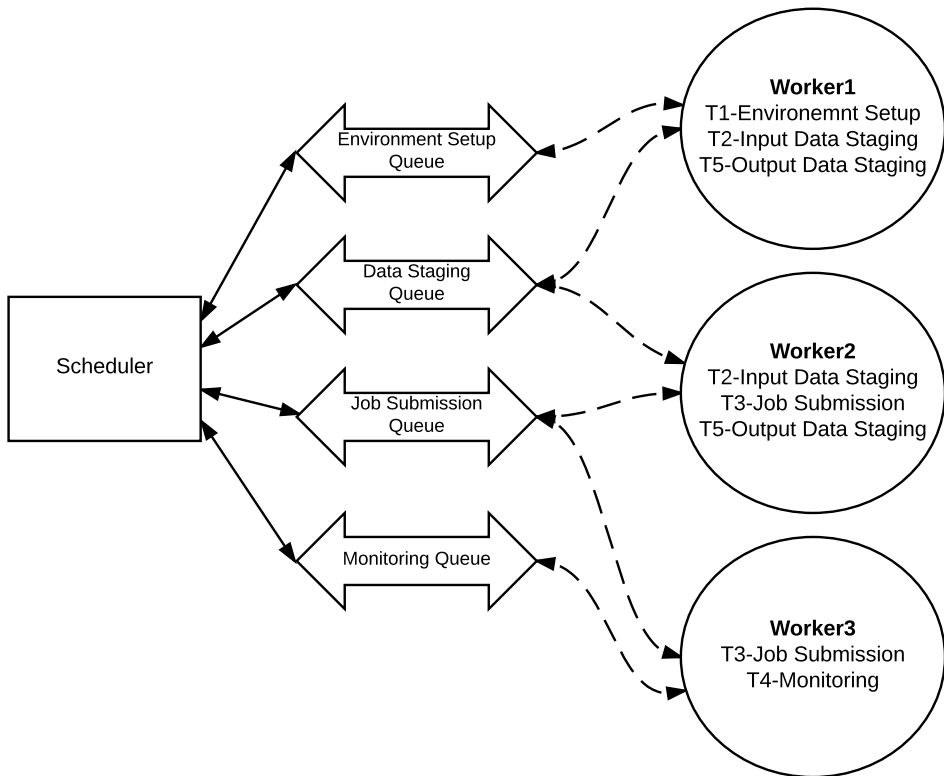 Scheduler
Environment Setup
Queue
Data Staging
Queue
Job Submission
Queue
Monitoring Queue
Worker1
T1-Environemnt Setup
T2-Input Data Staging
T5-Output Data Staging
Worker2
T2-Input Data Staging
T3-Job Submission
T5-Output Data Staging
Worker3
T3-Job Submission
T4-Monitoring